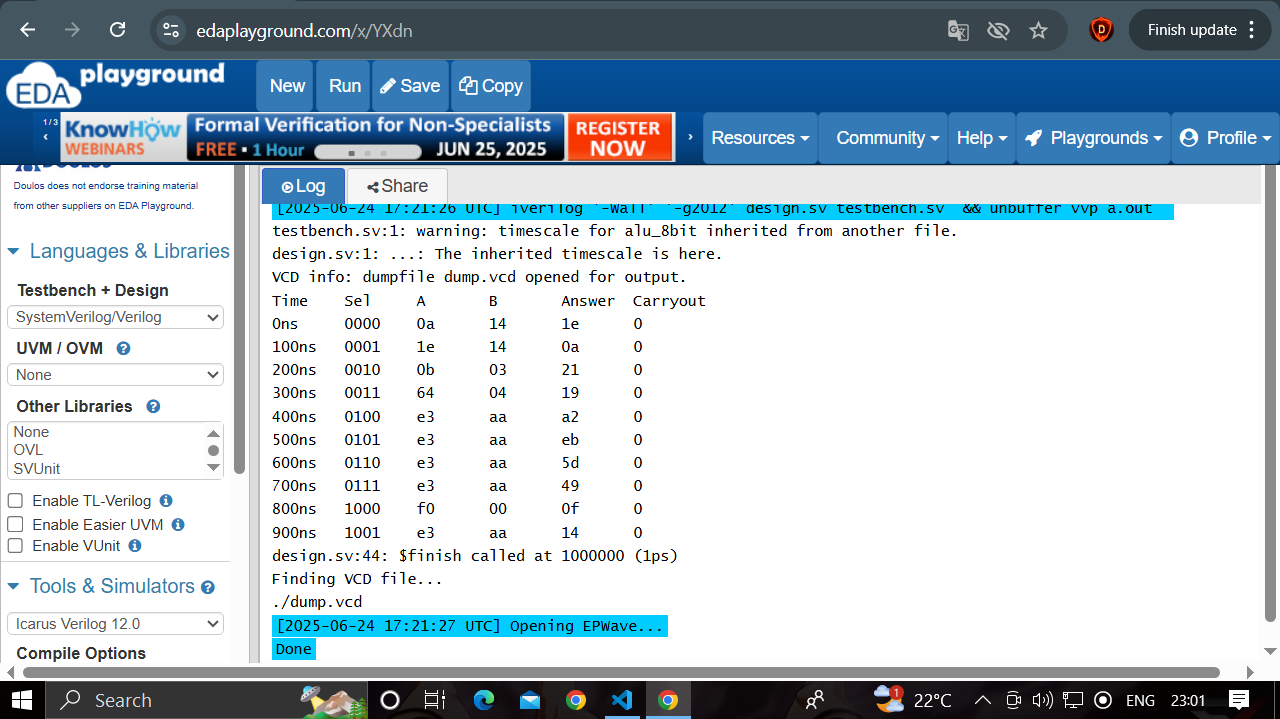 edaplayground.com/x/YXdn
Finish update
EDA playground
New
Run
Save
Copy
1/3
KnowHow
WEBINARS
Formal Verification for Non-Specialists
FREE • 1 Hour
JUN 25, 2025
REGISTER
NOW
Resources
Community
Help
Playgrounds
Profile
Doulos does not endorse training material
from other suppliers on EDA Playground.
Languages & Libraries
Testbench + Design
SystemVerilog/Verilog
UVM / OVM
None
Other Libraries
None
OVL
SVUnit
Enable TL-Verilog
Enable Easier UVM
Enable VUnit
Tools & Simulators
Icarus Verilog 12.0
Compile Options
Log
Share
[2025-06-24 17:21:26 UTC] iverilog '-Wall' '-g2012' design.sv testbench.sv && unbuffer vvp a.out
testbench.sv:1: warning: timescale for alu_8bit inherited from another file.
design.sv:1: ...: The inherited timescale is here.
VCD info: dumpfile dump.vcd opened for output.
Time Sel A B Answer Carryout
0ns 0000 0a 14 1e 0
100ns 0001 1e 14 0a 0
200ns 0010 0b 03 21 0
300ns 0011 64 04 19 0
400ns 0100 e3 aa a2 0
500ns 0101 e3 aa eb 0
600ns 0110 e3 aa 5d 0
700ns 0111 e3 aa 49 0
800ns 1000 f0 00 0f 0
900ns 1001 e3 aa 14 0
design.sv:44: $finish called at 1000000 (1ps)
Finding VCD file...
./dump.vcd
[2025-06-24 17:21:27 UTC] Opening EPWave...
Done
Search
1
22°C
ENG
23:01